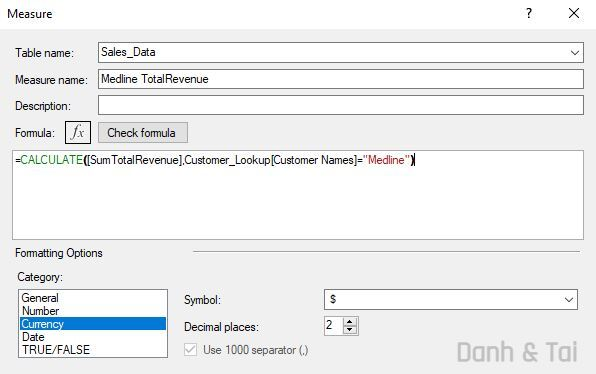 Measure
Table name: Sales_Data
Measure name: Medline TotalRevenue
Description:
Formula: fx Check formula
=CALCULATE([SumTotalRevenue],Customer_Lookup[Customer Names]="Medline")
Formatting Options
Category:
General
Number
Currency
Date
TRUE/FALSE
Symbol: $
Decimal places: 2
Use 1000 separator (,)
Danh & Tai